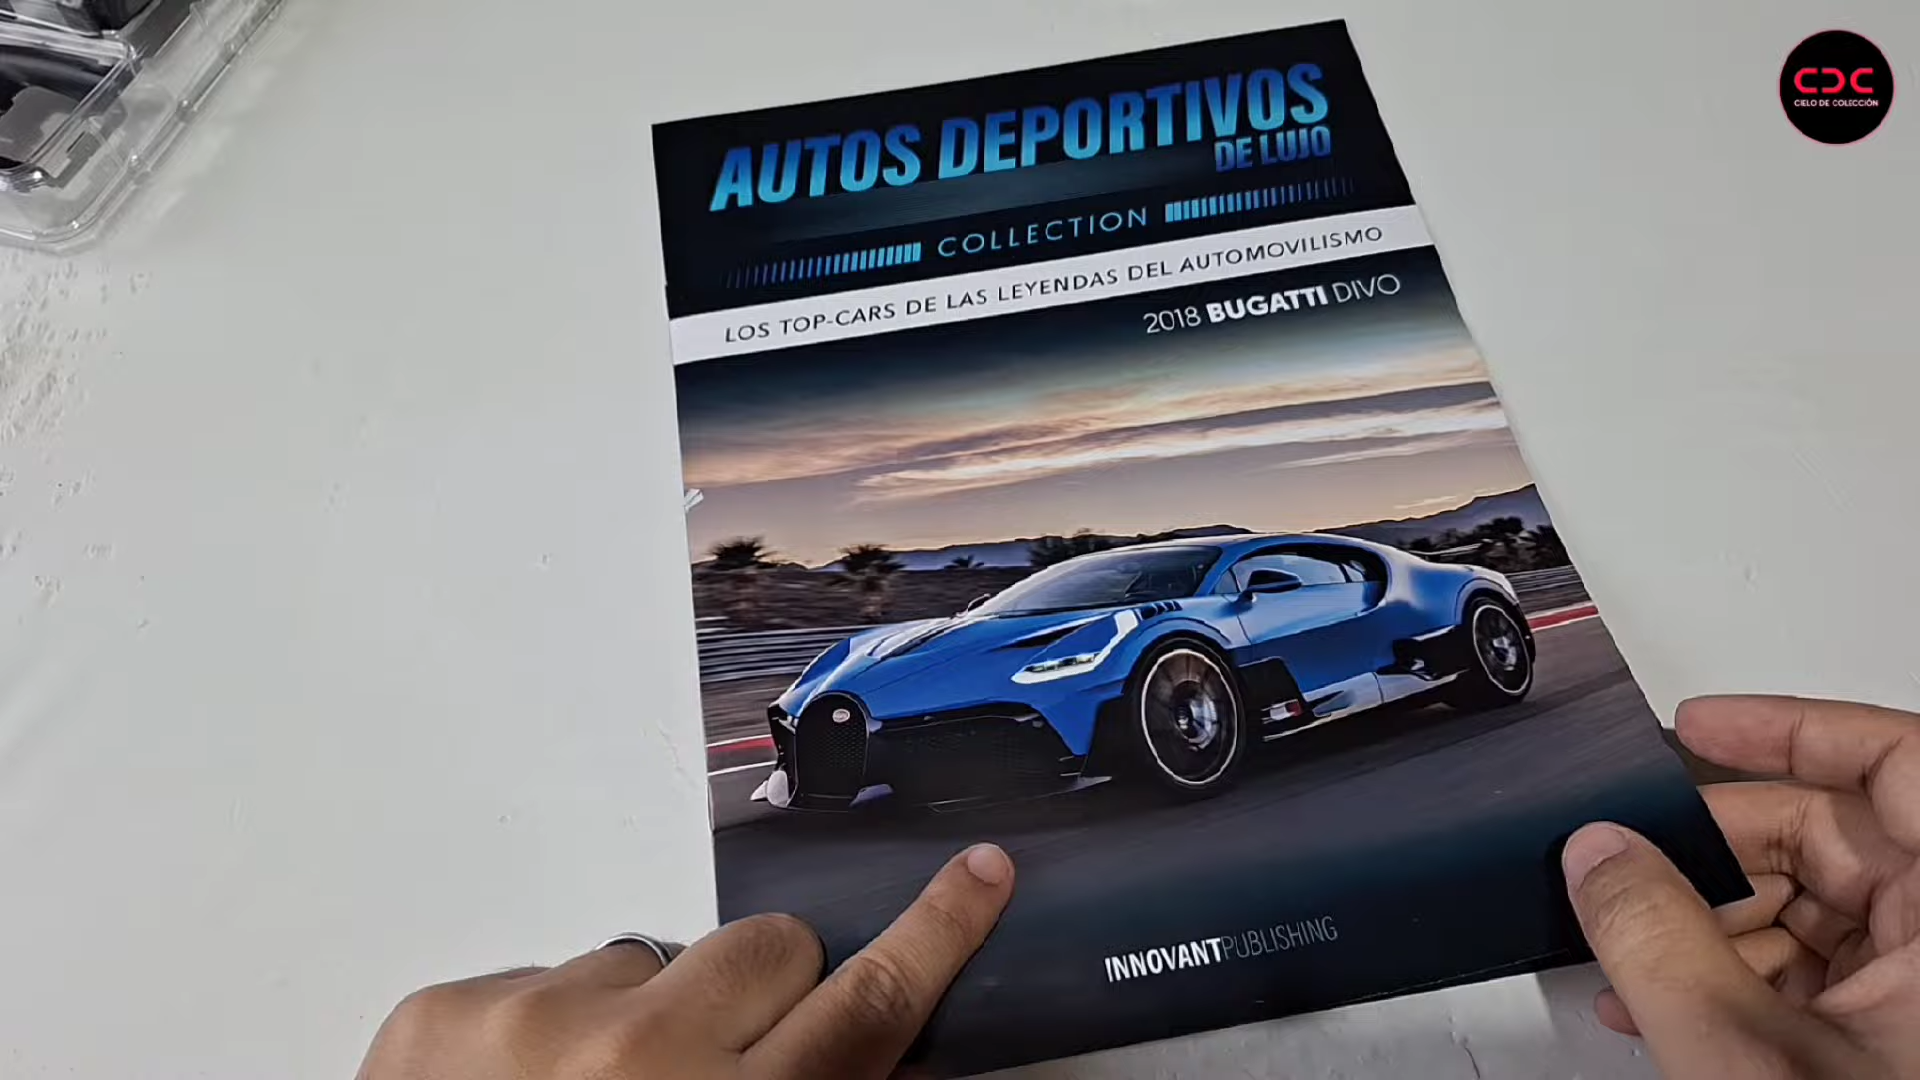 AUTOS DEPORTIVOS
DE LUJO
COLLECTION
LOS TOP-CARS DE LAS LEYENDAS DEL AUTOMOVILISMO
2018 BUGATTI DIVO
INNOVANTPUBLISHING
CDC
CIELO DE COLECCIÓN